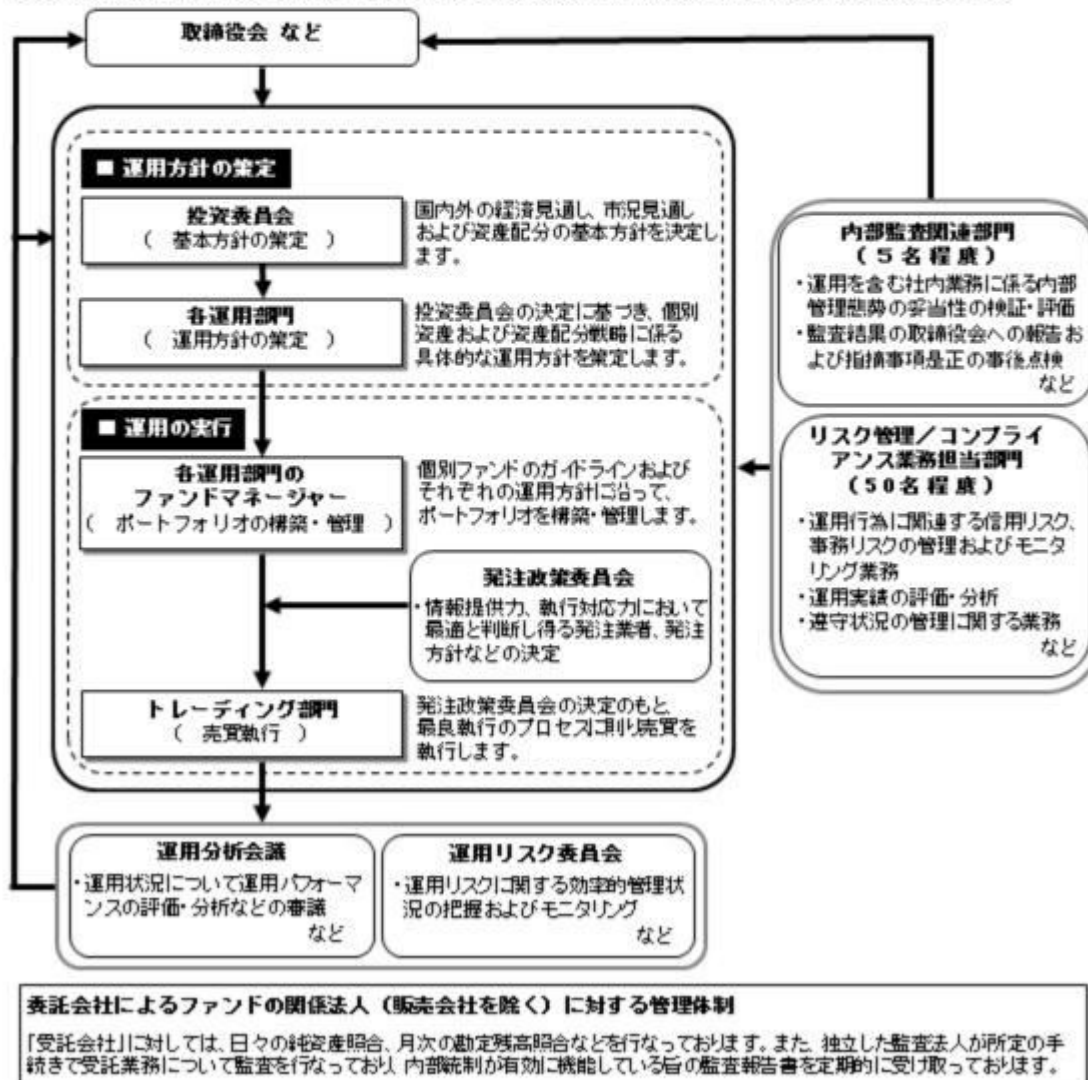 取締役会 など
■ 運用方針の策定
投資委員会
( 基本方針の策定 )
国内外の経済見通し、市況見通し
および資産配分の基本方針を決定し
ます。
各運用部門
( 運用方針の策定 )
投資委員会の決定に基づき、個別
資産および資産配分戦略に係る
具体的な運用方針を策定します。
■ 運用の実行
各運用部門の
ファンドマネージャー
( ポートフォリオの構築・管理 )
個別ファンドのガイドラインおよび
それぞれの運用方針に沿って、
ポートフォリオを構築・管理します。
発注政策委員会
・情報提供力、執行対応力において
最適と判断し得る発注業者、発注
方針などの決定
トレーディング部門
( 売買執行 )
発注政策委員会の決定のもと
最良執行のプロセスに則り売買を
執行します。
内部監査関連部門
(5名程度)
・運用を含む社内業務に係る内部
管理態勢の妥当性の検証・評価
・監査結果の取締役会への報告お
よび指摘事項是正の事後点検
など
リスク管理/コンプライ
アンス業務担当部門
(50名程度)
・運用行為に関連する信用リスク、
事務リスクの管理およびモニタ
リング業務
・運用実績の評価・分析
・遵守状況の管理に関する業務
など
運用分析会議
・運用状況について運用パフォーマ
ンスの評価・分析などの審議
など
運用リスク委員会
・運用リスクに関する効率的管理状
況の把握およびモニタリング
など
委託会社によるファンドの関係法人(販売会社を除く)に対する管理体制
「受託会社」に対しては、日々の純資産照合、月次の勘定残高照合などを行なっております。また、独立した監査法人が所定の手
続きで受託業務について監査を行なっており、内部統制が有効に機能している旨の監査報告書を定期的に受け取っております。